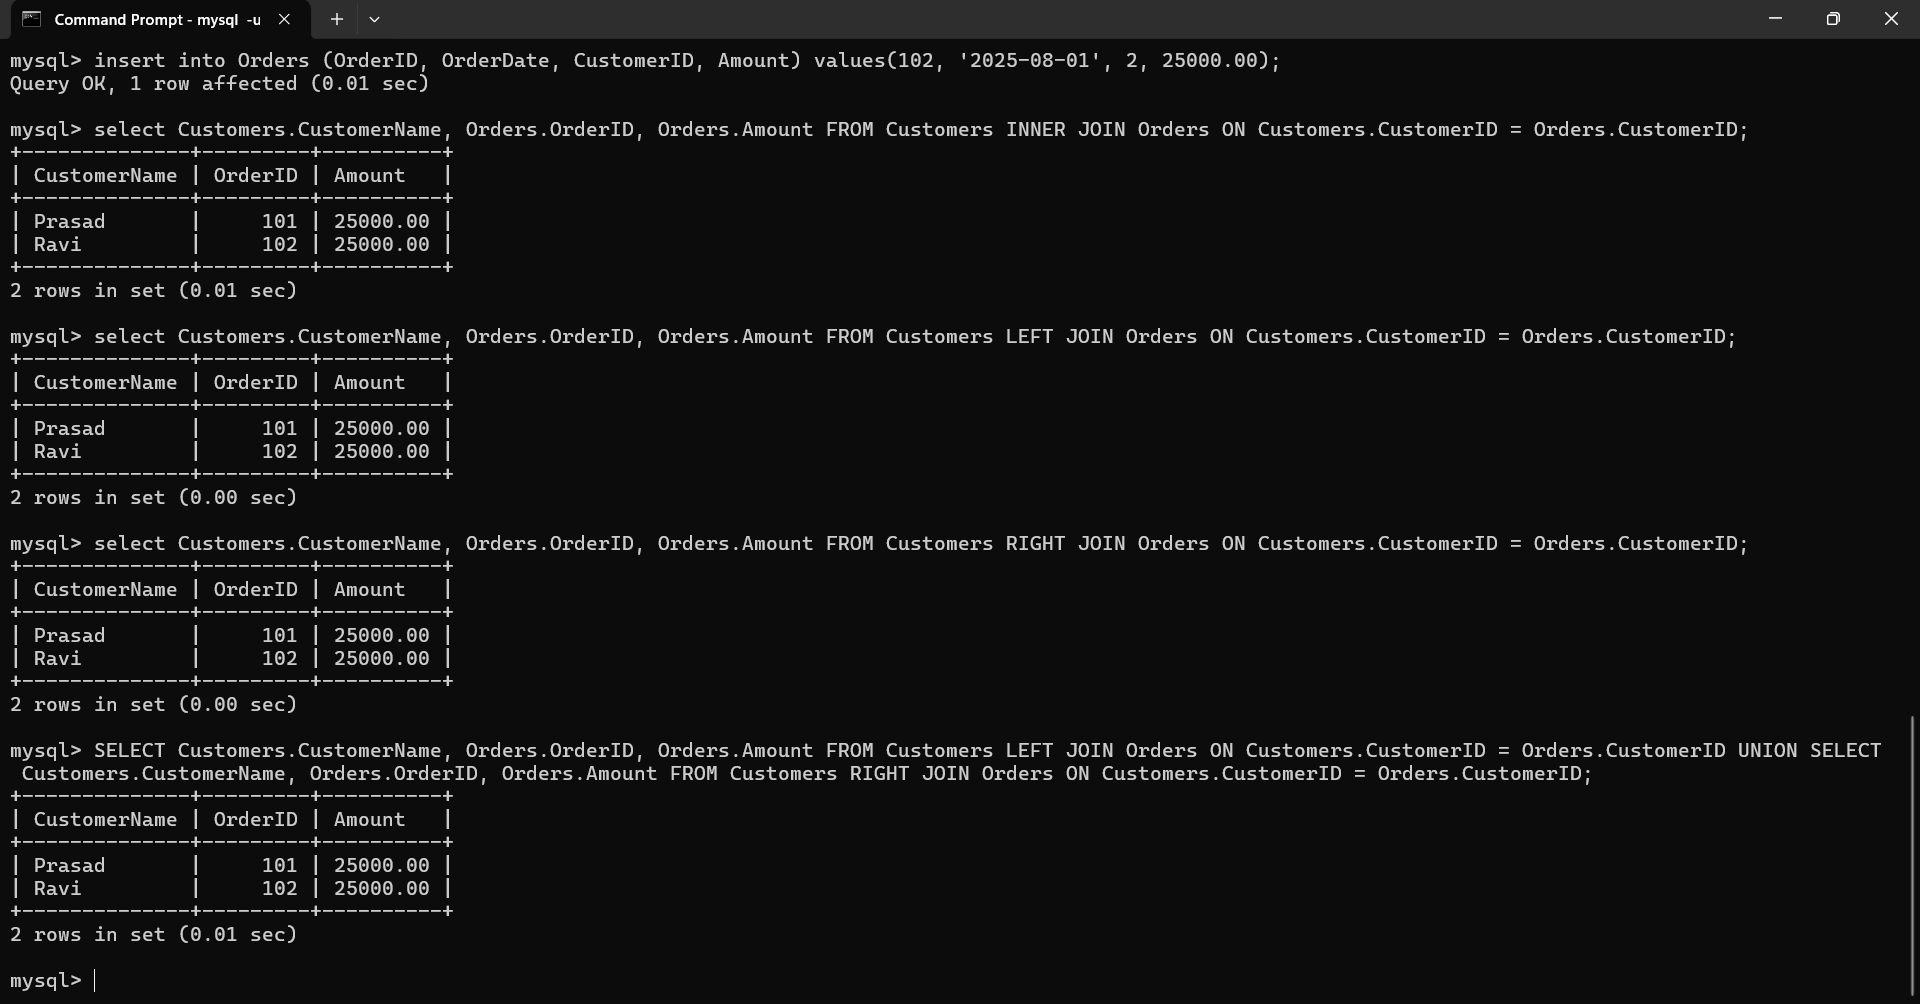 Command Prompt - mysql  -u
mysql> insert into Orders (OrderID, OrderDate, CustomerID, Amount) values(102, '2025-08-01', 2, 25000.00);
Query OK, 1 row affected (0.01 sec)
mysql> select Customers.CustomerName, Orders.OrderID, Orders.Amount FROM Customers INNER JOIN Orders ON Customers.CustomerID = Orders.CustomerID;
+--------------+---------+----------+
| CustomerName | OrderID | Amount   |
+--------------+---------+----------+
| Prasad       |     101 | 25000.00 |
| Ravi         |     102 | 25000.00 |
+--------------+---------+----------+
2 rows in set (0.01 sec)
mysql> select Customers.CustomerName, Orders.OrderID, Orders.Amount FROM Customers LEFT JOIN Orders ON Customers.CustomerID = Orders.CustomerID;
+--------------+---------+----------+
| CustomerName | OrderID | Amount   |
+--------------+---------+----------+
| Prasad       |     101 | 25000.00 |
| Ravi         |     102 | 25000.00 |
+--------------+---------+----------+
2 rows in set (0.00 sec)
mysql> select Customers.CustomerName, Orders.OrderID, Orders.Amount FROM Customers RIGHT JOIN Orders ON Customers.CustomerID = Orders.CustomerID;
+--------------+---------+----------+
| CustomerName | OrderID | Amount   |
+--------------+---------+----------+
| Prasad       |     101 | 25000.00 |
| Ravi         |     102 | 25000.00 |
+--------------+---------+----------+
2 rows in set (0.00 sec)
mysql> SELECT Customers.CustomerName, Orders.OrderID, Orders.Amount FROM Customers LEFT JOIN Orders ON Customers.CustomerID = Orders.CustomerID UNION SELECT
 Customers.CustomerName, Orders.OrderID, Orders.Amount FROM Customers RIGHT JOIN Orders ON Customers.CustomerID = Orders.CustomerID;
+--------------+---------+----------+
| CustomerName | OrderID | Amount   |
+--------------+---------+----------+
| Prasad       |     101 | 25000.00 |
| Ravi         |     102 | 25000.00 |
+--------------+---------+----------+
2 rows in set (0.01 sec)
mysql>